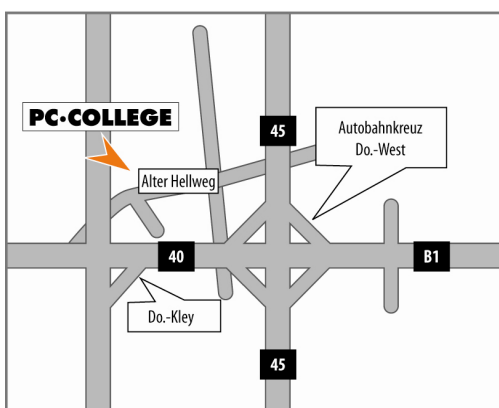 PC·COLLEGE
45
Autobahnkreuz
Do.-West
Alter Hellweg
40
B1
Do.-Kley
45